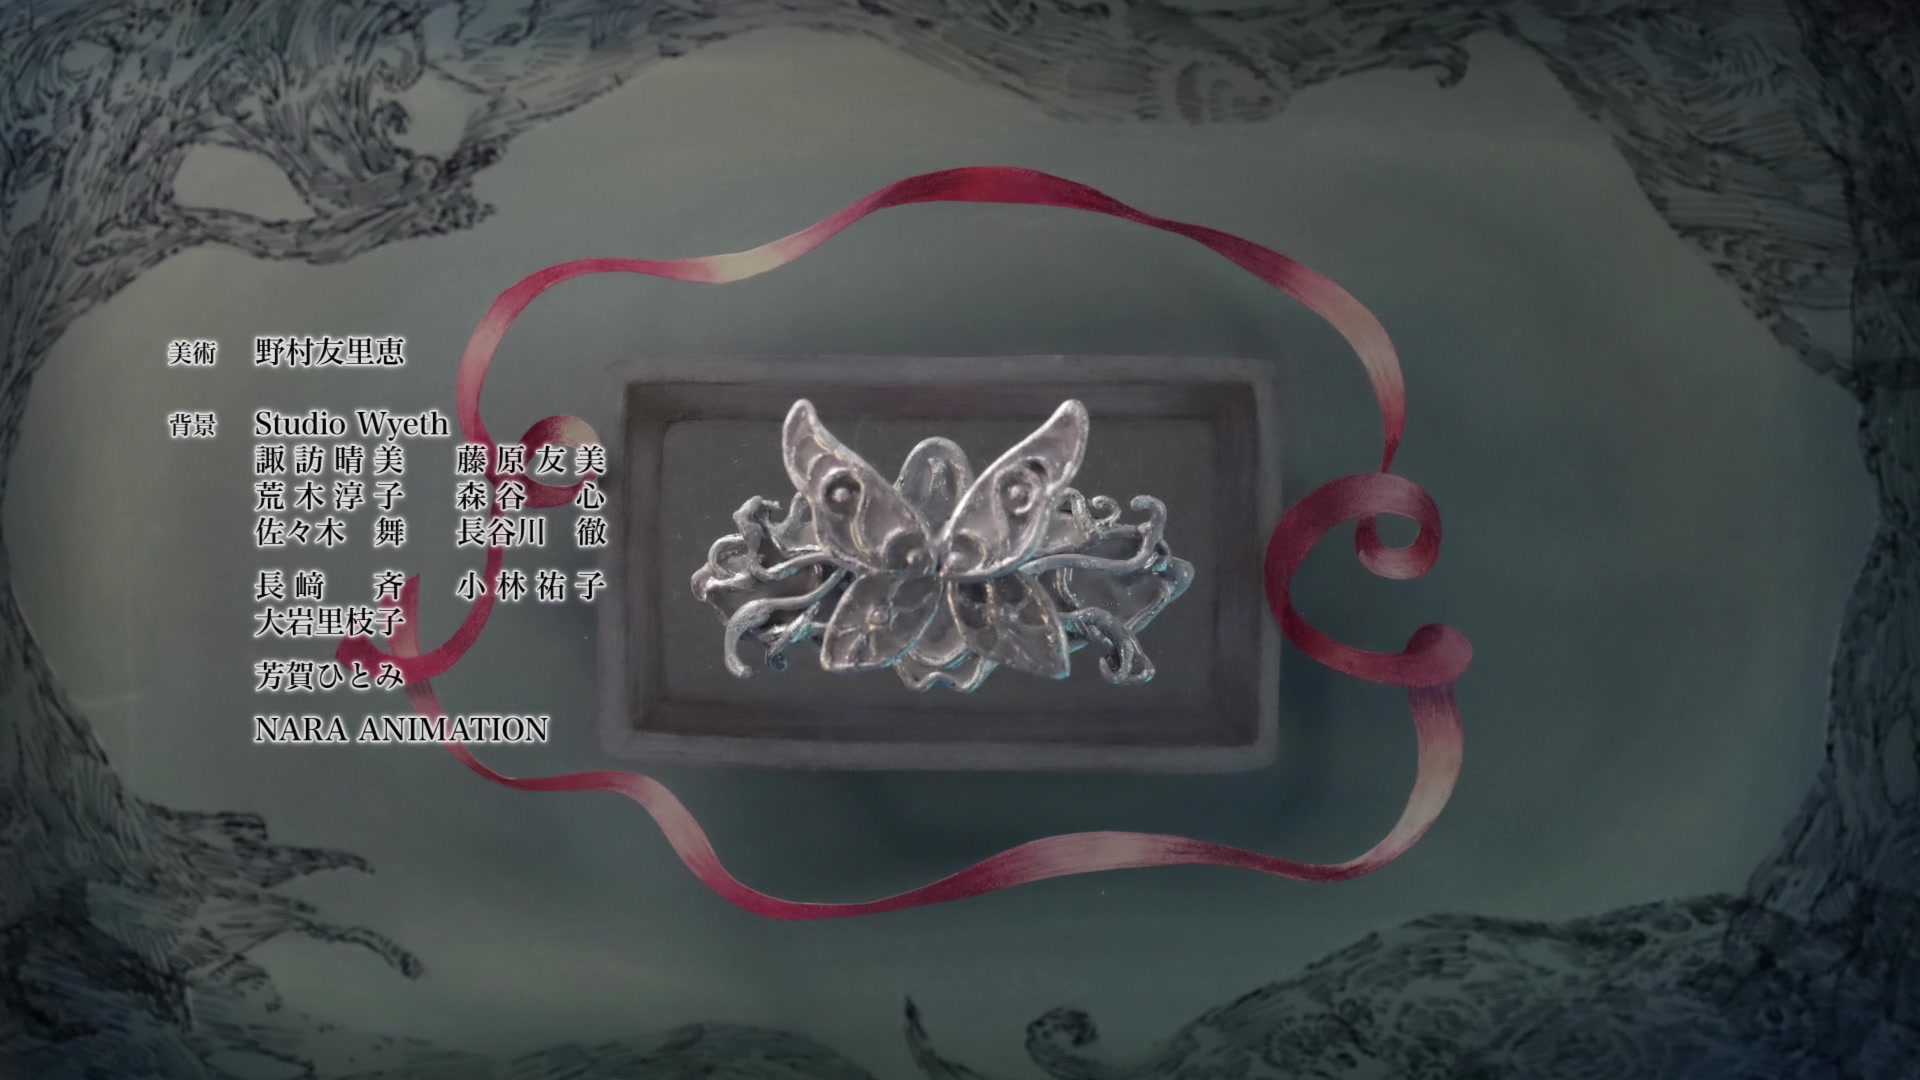 美術 野村友里恵
背景 Studio Wyeth
諏訪晴美 藤原友美
荒木淳子 森谷 心
佐々木 舞 長谷川 徹
長﨑 斉 小林祐子
大岩里枝子
芳賀ひとみ
NARA ANIMATION